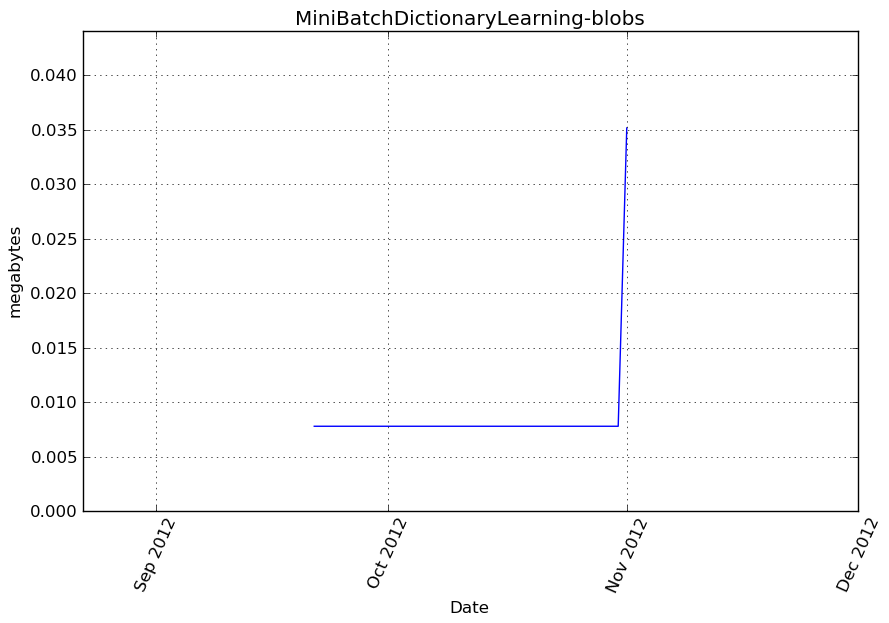 MiniBatchDictionaryLearning-blobs
megabytes
0.040
0.035
0.030
0.025
0.020
0.015
0.010
0.005
0.000
Sep 2012
Oct 2012
Nov 2012
Dec 2012
Date